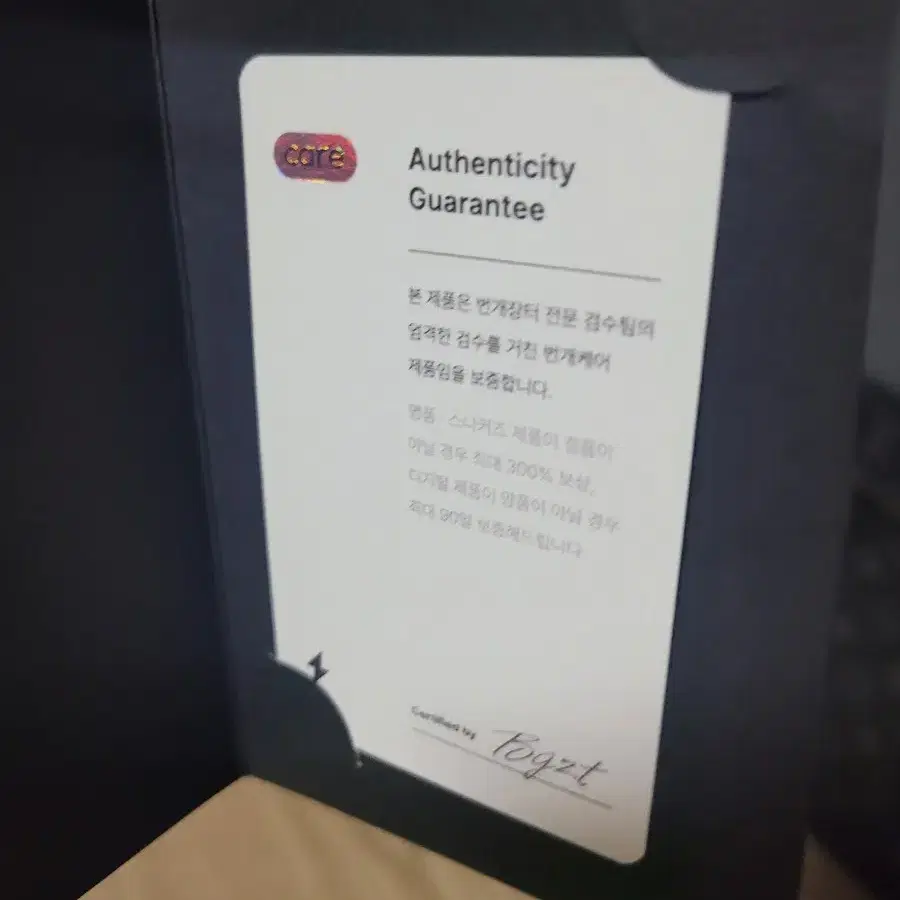 care
Authenticity
Guarantee
본 제품은 번개장터 전문 검수팀의
엄격한 검수를 거친 번개케어
제품임을 보증합니다.
명품 · 스니커즈 제품이 정품이
아닐 경우 최대 300% 보상,
디지털 제품이 양품이 아닐 경우
최대 90일 보증해드립니다
Certified by
Bgzt